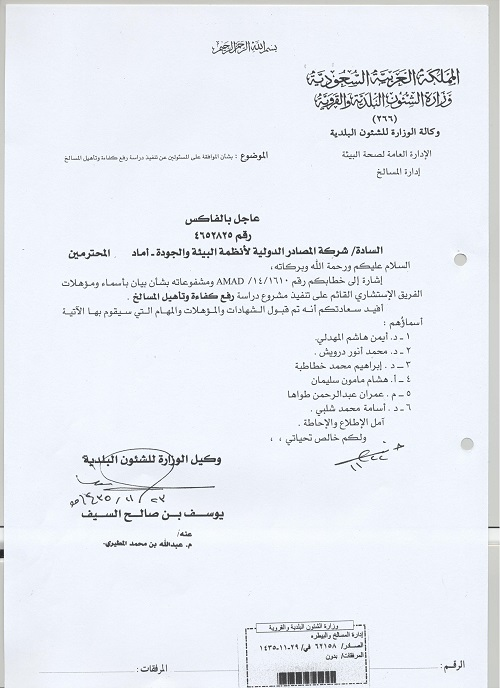 بسم الله الرحمن الرحيم
المملكة العربية السعودية
وزارة الشئون البلدية والقروية
(٢٦٦)
وكالة الوزارة للشئون البلدية
الإدارة العامة لصحة البيئة
إدارة المسالخ
الموضوع : بشأن الموافقة على المسئولين عن تنفيذ دراسة رفع كفاءة وتأهيل المسالخ
عاجل بالفاكس
رقم ٤٦٥٢٨٢٥
السادة/ شركة المصادر الدولية لأنظمة البيئة والجودة - أماد المحترمين
السلام عليكم ورحمة الله وبركاته ،
إشارة إلى خطابكم رقم AMAD /١٤/١٦١٠ ومشفوعاته بشأن بيان بأسماء ومؤهلات
الفريق الإستشاري القائم على تنفيذ مشروع دراسة رفع كفاءة وتأهيل المسالخ .
أفيد سعادتكم أنه تم قبول الشهادات والمؤهلات والمهام التي سيقوم بها الآتية
أسماؤهم :
١ - د. أيمن هاشم المهدلي.
٢ - د. محمد أنور درويش .
٣ - د . إبراهيم محمد خطاطبة
٤ - أ. هشام مامون سليمان
٥ - م . عمران عبدالرحمن طواها
٦ - د . أسامة محمد شلبي .
آمل الإطلاع والإحاطة .
ولكم خالص تحياتي ، ،
وكيل الوزارة للشئون البلدية
١٤٣٥/١١/٢٣
يوسف بن صالح السيف
عنه/
م. عبدالله بن محمد المطيري
وزارة الشئون البلدية والقروية
إدارة المسالخ والبيطره
الصادر/ ٦٢١٥٨ في/ ٢٩-١١-١٤٣٥
المرفقات/ بدون
الرقم :
المرفقات :